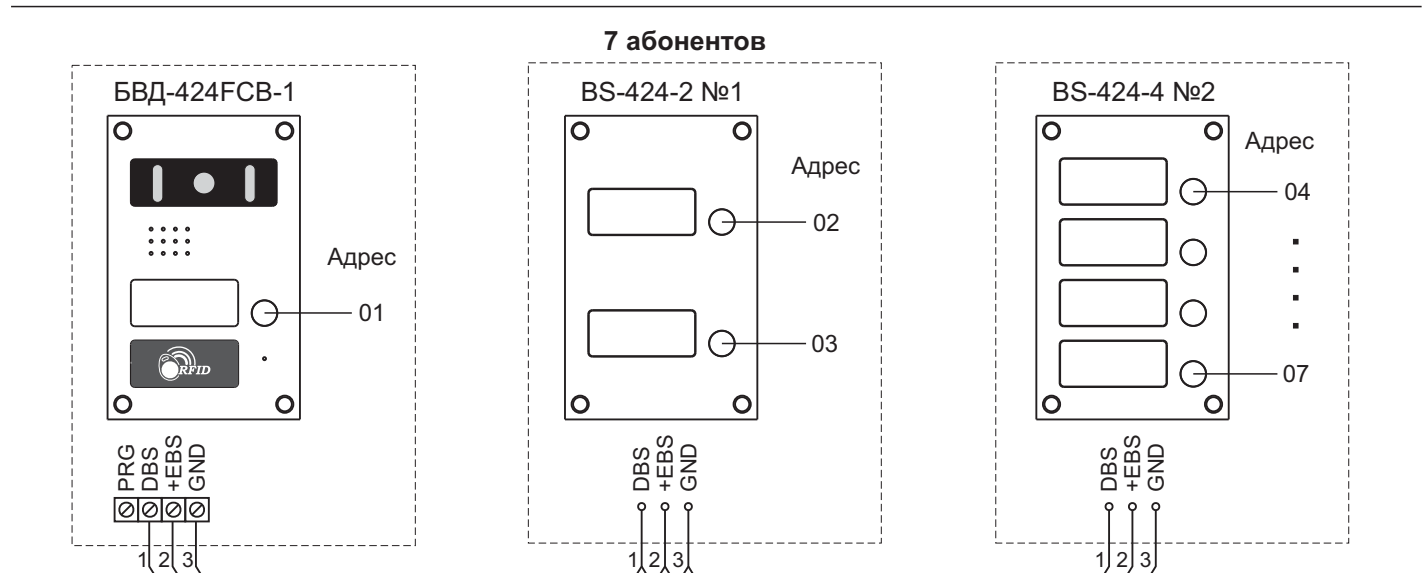 7 абонентов
БВД-424FCB-1
Адрес
01
RFID
PRG
DBS
+EBS
GND
1 2 3
BS-424-2 №1
Адрес
02
03
DBS
+EBS
GND
1 2 3
BS-424-4 №2
Адрес
04
07
DBS
+EBS
GND
1 2 3